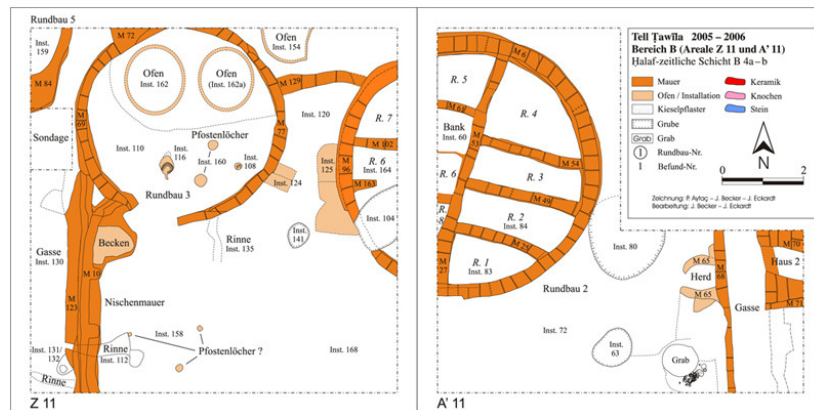 Rundbau 5
Inst. 159
M 72
Ofen
Inst. 154
Ofen
Inst. 162
Ofen
(Inst. 162a)
M 129
M 84
R. 7
Inst. 120
Sondage
M 69
M 77
Pfostenlöcher
Inst. 110
Inst. 116
Inst. 160
Inst. 108
Inst. 125
M 102
R. 6
Inst. 164
M 96
M 163
Inst. 124
Rundbau 3
Inst. 104
Becken
Rinne
Inst. 135
Inst. 141
Gasse
Inst. 130
M 10
M 123
Nischenmauer
Inst. 158
Rinne
Inst. 112
Pfostenlöcher ?
Inst. 168
Inst. 131/
132
Rinne
Z 11
M 6
R. 5
R. 4
M 61
Bank
Inst. 60
M 53
M 54
R. 3
R. 6
M 49
R. 2
Inst. 84
M 25
R. 1
Inst. 83
M 27
Inst. 80
Rundbau 2
Inst. 72
Inst. 63
M 65
Herd
M 65
M 68
M 70
Haus 2
M 71
Gasse
Grab
A' 11
Tell Ṭawīla 2005 – 2006
Bereich B (Areale Z 11 und A' 11)
Ḥalaf-zeitliche Schicht B 4a–b
Mauer
Ofen / Installation
Kieselpflaster
Grube
Grab Grab
Rundbau-Nr.
I Befund-Nr.
Keramik
Knochen
Stein
N
0 2
Zeichnung: P. Aytaç – J. Becker – J. Eckardt
Bearbeitung: J. Becker – J. Eckardt